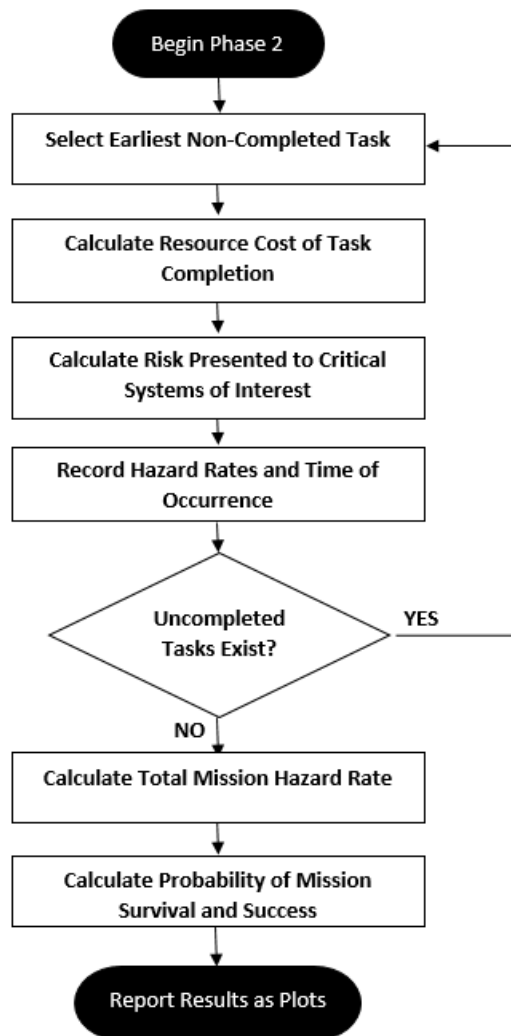 Begin Phase 2
Select Earliest Non-Completed Task
Calculate Resource Cost of Task
Completion
Calculate Risk Presented to Critical
Systems of Interest
Record Hazard Rates and Time of
Occurrence
Uncompleted
Tasks Exist?
YES
NO
Calculate Total Mission Hazard Rate
Calculate Probability of Mission
Survival and Success
Report Results as Plots